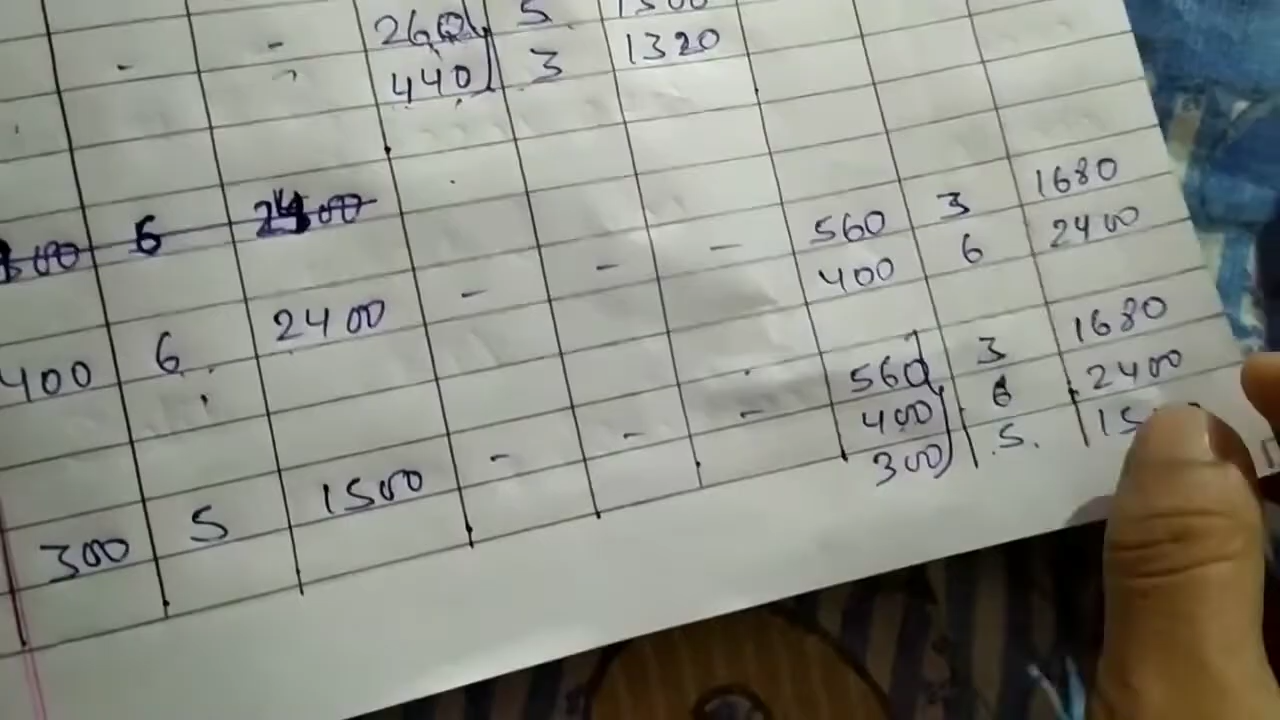 260 5 1300
440 3 1320
6 2400
560 3 1680
400 6 2400 - - - 400 6 2400
560 3 1680
400 6 2400
300 5 1500 - - - 300 5